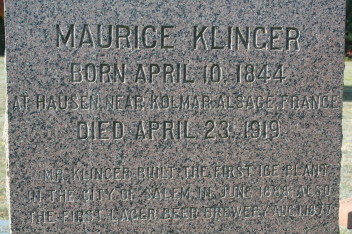 MAURICE KLINGER
BORN APRIL 10, 1844
AT HAUSEN, NEAR KOLMAR, ALSACE, FRANCE
DIED APRIL 23, 1919
MR. KLINGER BUILT THE FIRST ICE PLANT
IN THE CITY OF SALEM IN JUNE ALSO
THE FIRST LAGER BEER BREWERY AUG.